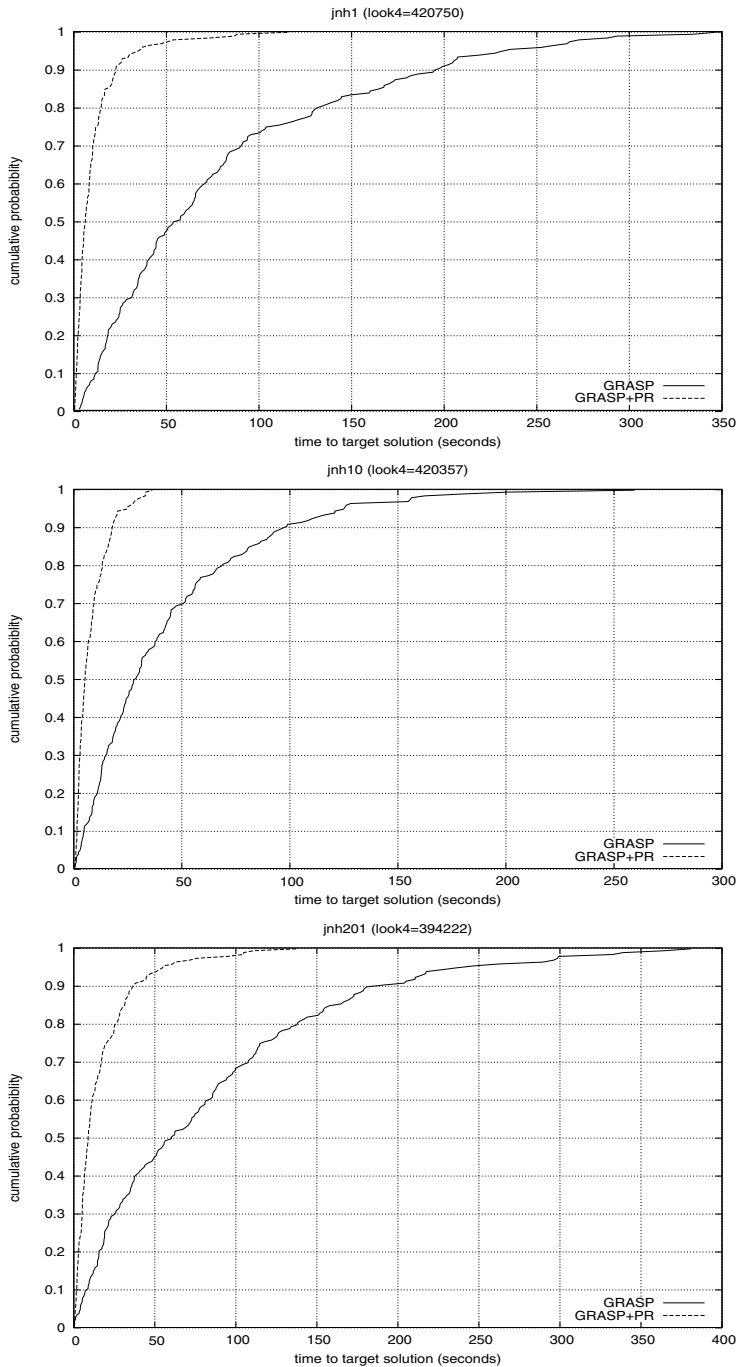 jnh1 (look4=420750)
1
0.9
0.8
0.7
0.6
0.5
0.4
0.3
0.2
0.1
0
cumulative probabiblity
GRASP
GRASP+PR
0 50 100 150 200 250 300 350
time to target solution (seconds)
jnh10 (look4=420357)
1
0.9
0.8
0.7
0.6
0.5
0.4
0.3
0.2
0.1
0
cumulative probabiblity
GRASP
GRASP+PR
0 50 100 150 200 250 300
time to target solution (seconds)
jnh201 (look4=394222)
1
0.9
0.8
0.7
0.6
0.5
0.4
0.3
0.2
0.1
0
cumulative probabiblity
GRASP
GRASP+PR
0 50 100 150 200 250 300 350 400
time to target solution (seconds)